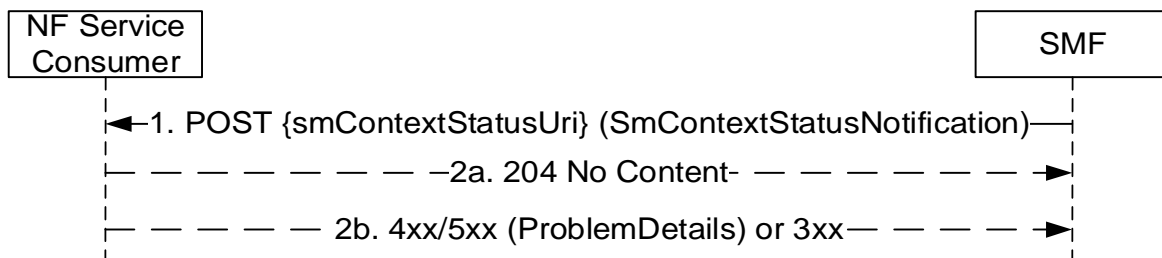 NF Service
Consumer
SMF
1. POST {smContextStatusUri} (SmContextStatusNotification)
2a. 204 No Content
2b. 4xx/5xx (ProblemDetails) or 3xx